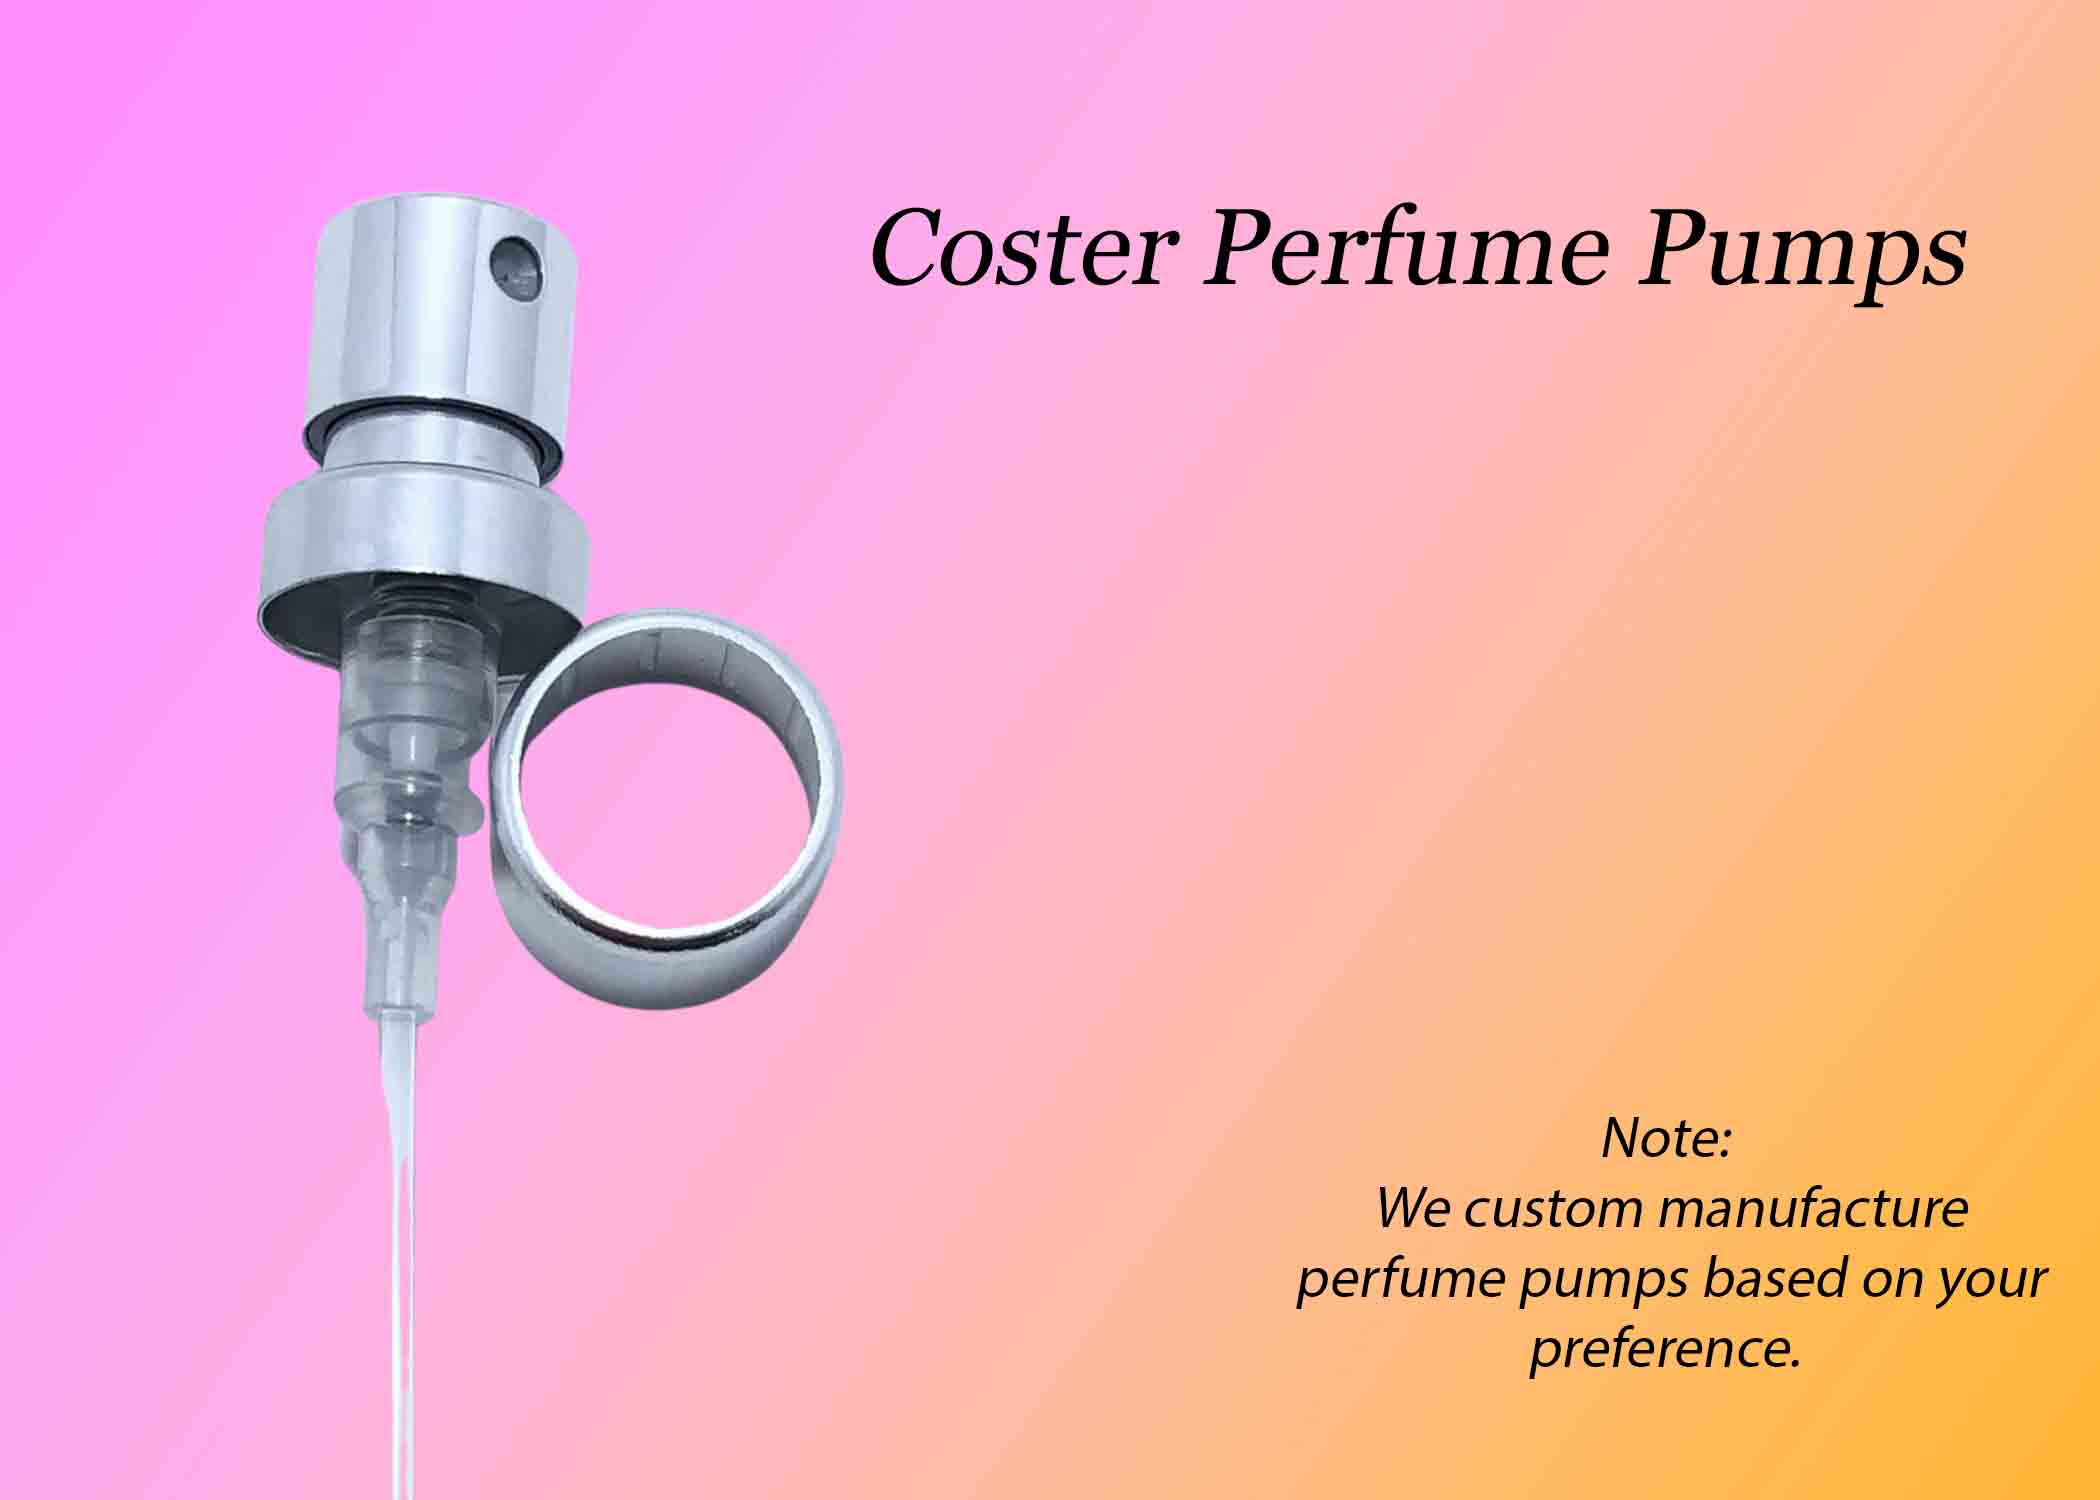 Coster Perfume Pumps
Note:
We custom manufacture
perfume pumps based on your
preference.